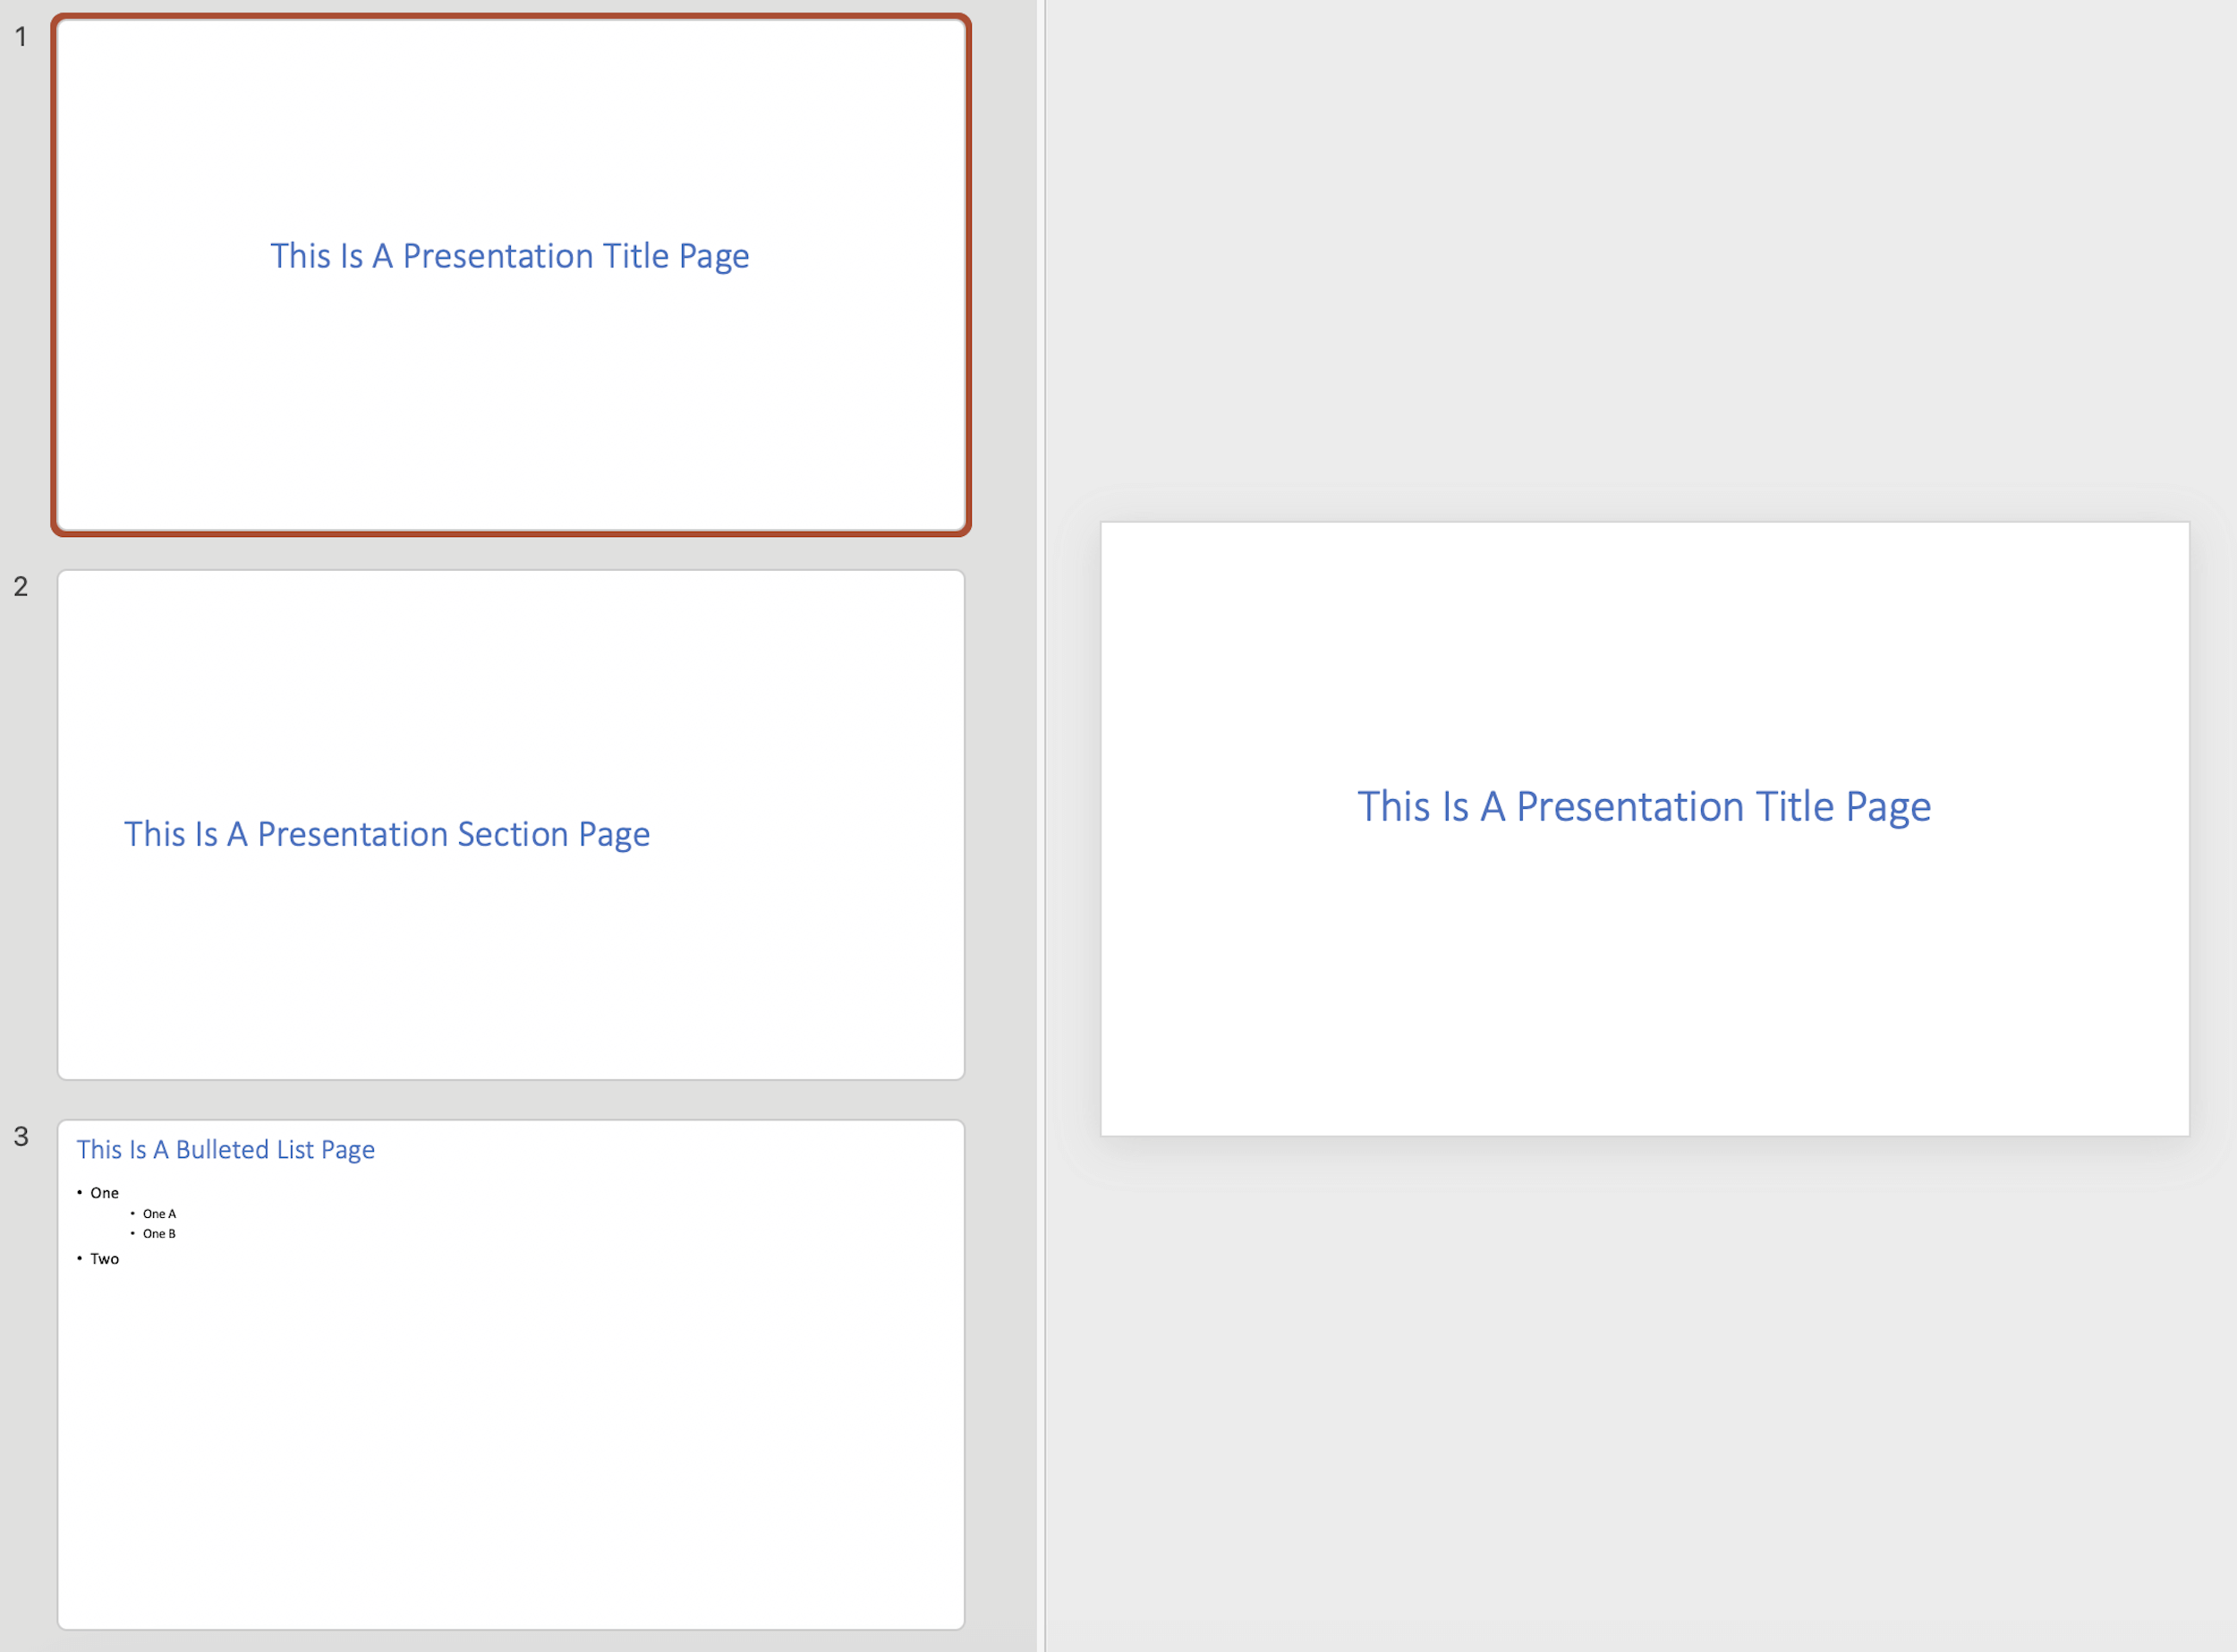 1
This Is A Presentation Title Page
2
This Is A Presentation Section Page
3
This Is A Bulleted List Page
• One
• One A
• One B
• Two
This Is A Presentation Title Page